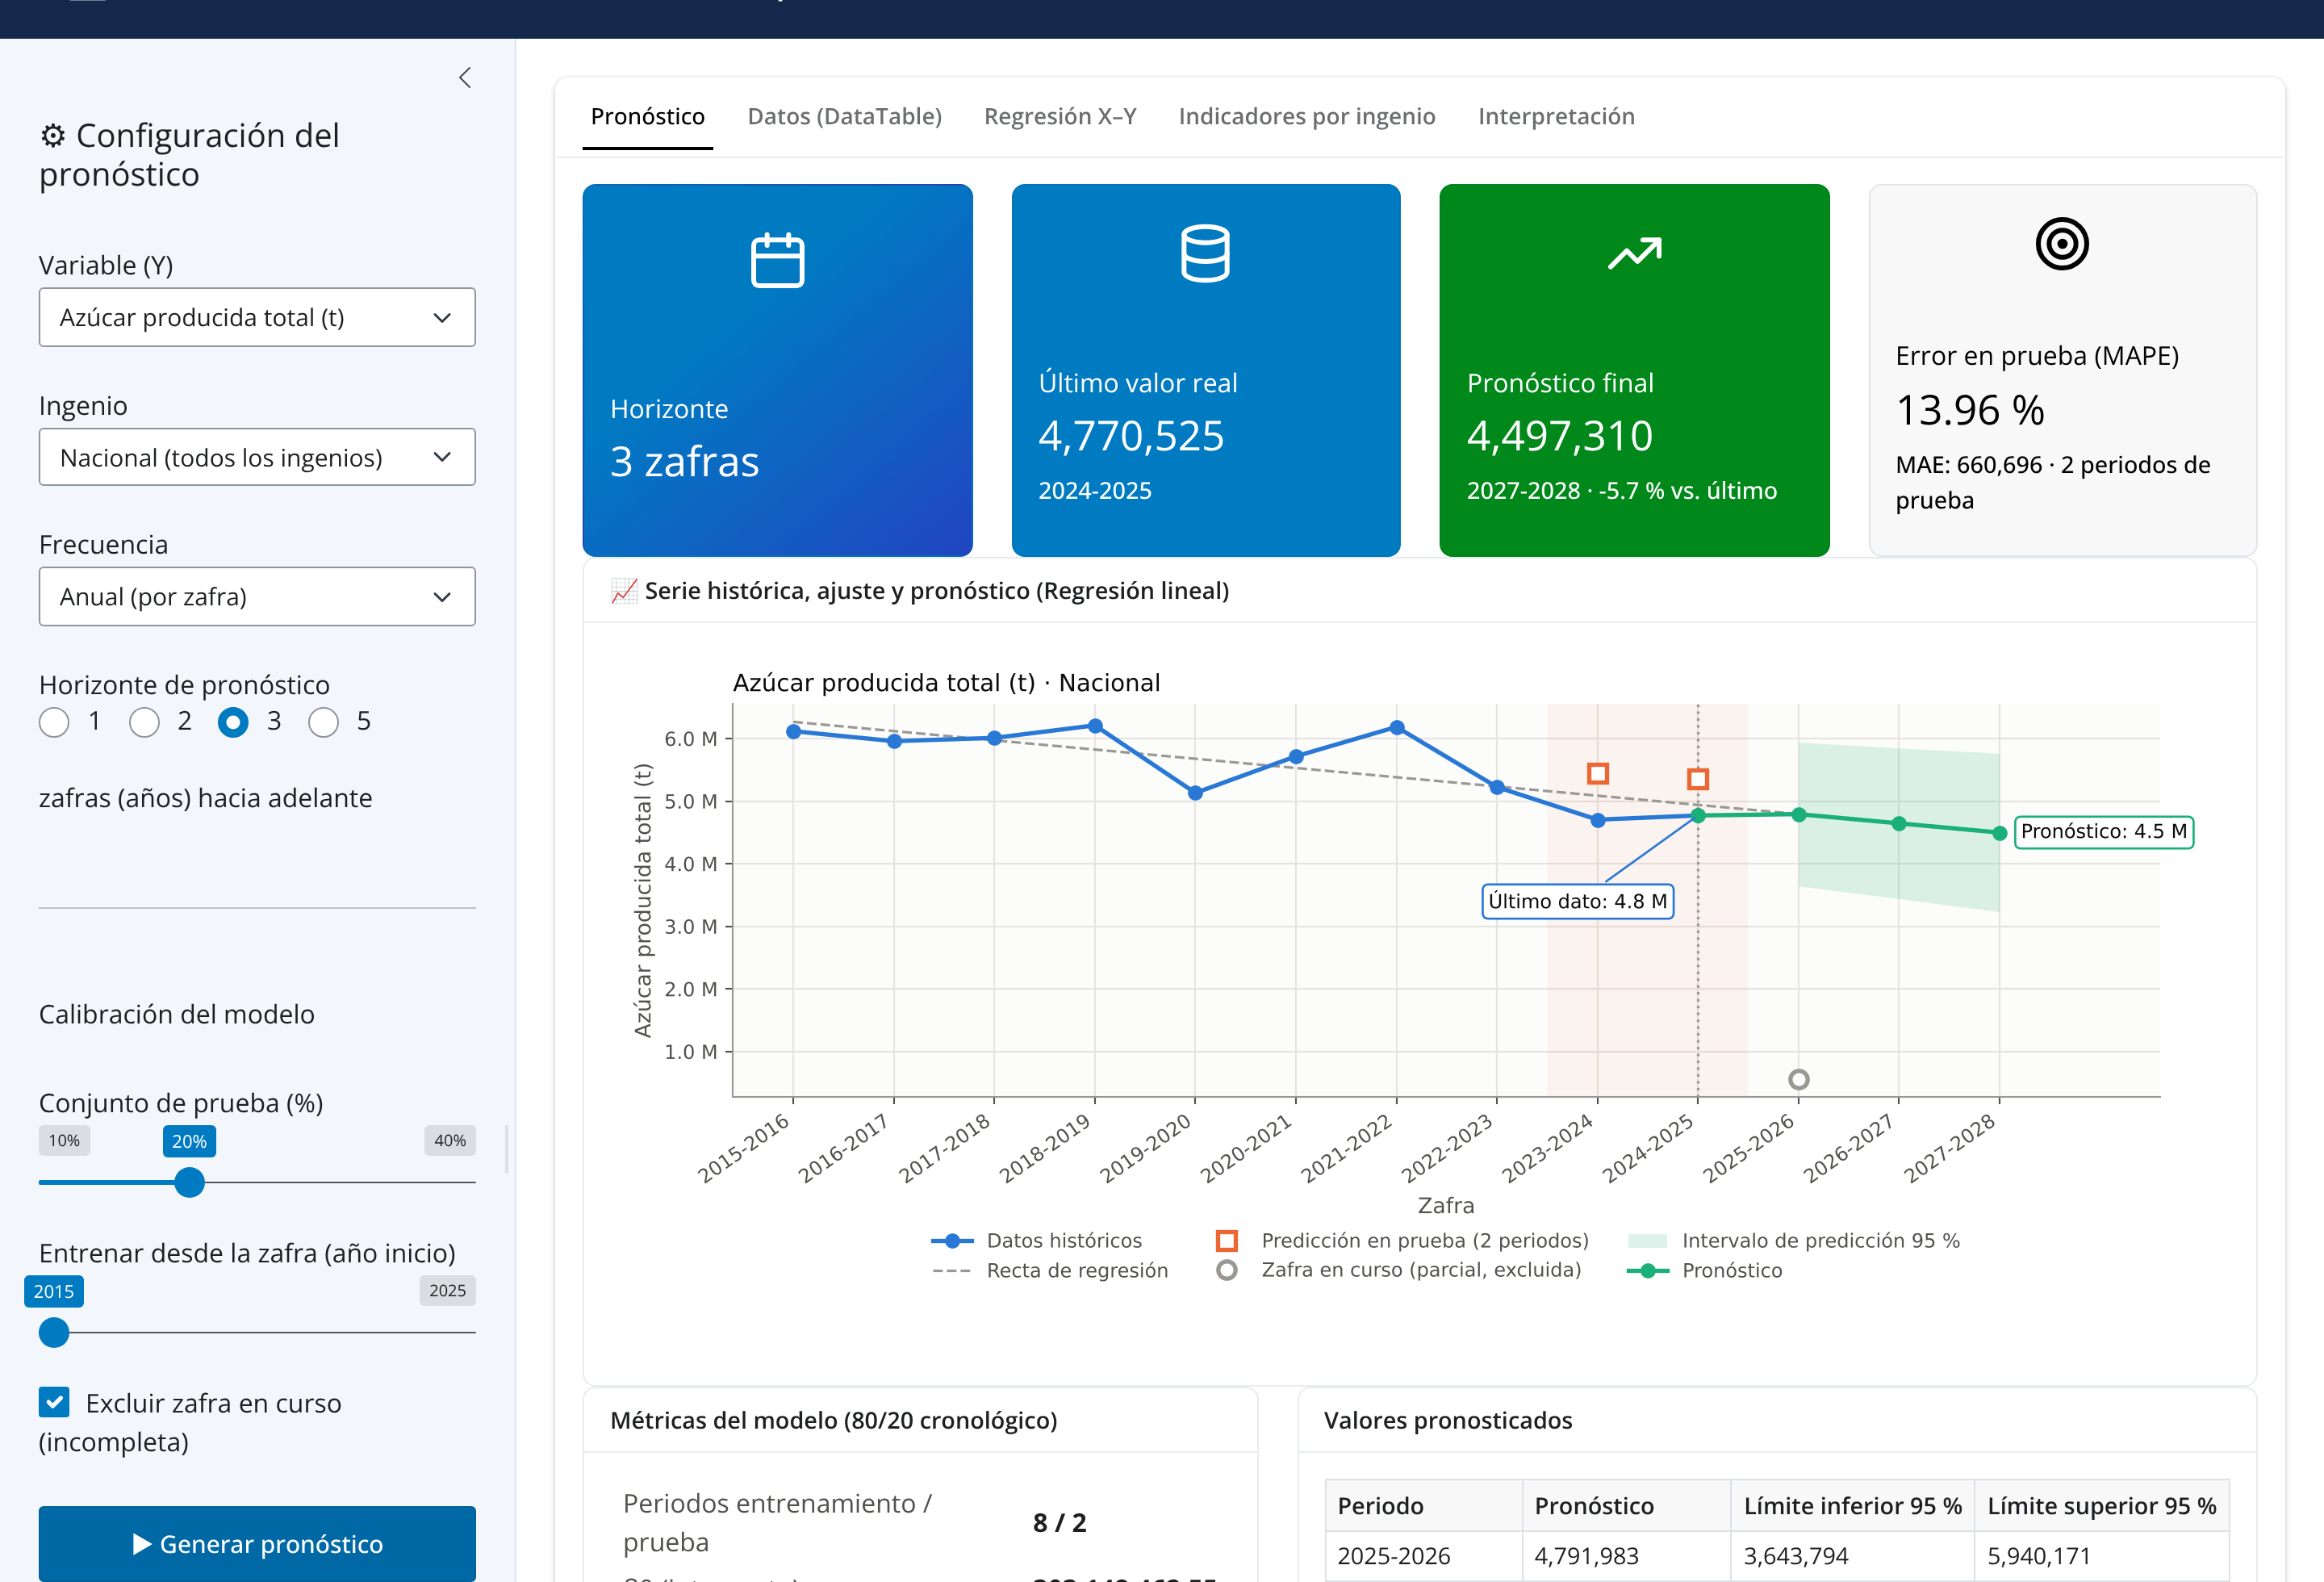 ⚙ Configuración del
pronóstico
Variable (Y)
Azúcar producida total (t)
Ingenio
Nacional (todos los ingenios)
Frecuencia
Anual (por zafra)
Horizonte de pronóstico
1 2 3 5
zafras (años) hacia adelante
Calibración del modelo
Conjunto de prueba (%)
10% 20% 40%
Entrenar desde la zafra (año inicio)
2015 2025
Excluir zafra en curso
(incompleta)
▶ Generar pronóstico
Pronóstico Datos (DataTable) Regresión X–Y Indicadores por ingenio Interpretación
Horizonte
3 zafras
Último valor real
4,770,525
2024-2025
Pronóstico final
4,497,310
2027-2028 · -5.7 % vs. último
Error en prueba (MAPE)
13.96 %
MAE: 660,696 · 2 periodos de
prueba
📈 Serie histórica, ajuste y pronóstico (Regresión lineal)
Azúcar producida total (t) · Nacional
Azúcar producida total (t)
6.0 M
5.0 M
4.0 M
3.0 M
2.0 M
1.0 M
Pronóstico: 4.5 M
Último dato: 4.8 M
2015-2016 2016-2017 2017-2018 2018-2019 2019-2020 2020-2021 2021-2022 2022-2023 2023-2024 2024-2025 2025-2026 2026-2027 2027-2028
Zafra
Datos históricos Predicción en prueba (2 periodos) Intervalo de predicción 95 %
Recta de regresión Zafra en curso (parcial, excluida) Pronóstico
Métricas del modelo (80/20 cronológico)
Periodos entrenamiento /
prueba
8 / 2
Valores pronosticados
Periodo Pronóstico Límite inferior 95 % Límite superior 95 %
2025-2026 4,791,983 3,643,794 5,940,171